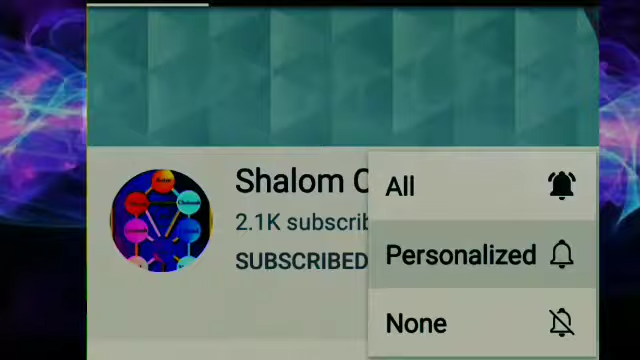 Shalom C
2.1K subscrib
SUBSCRIBED
All
Personalized
None